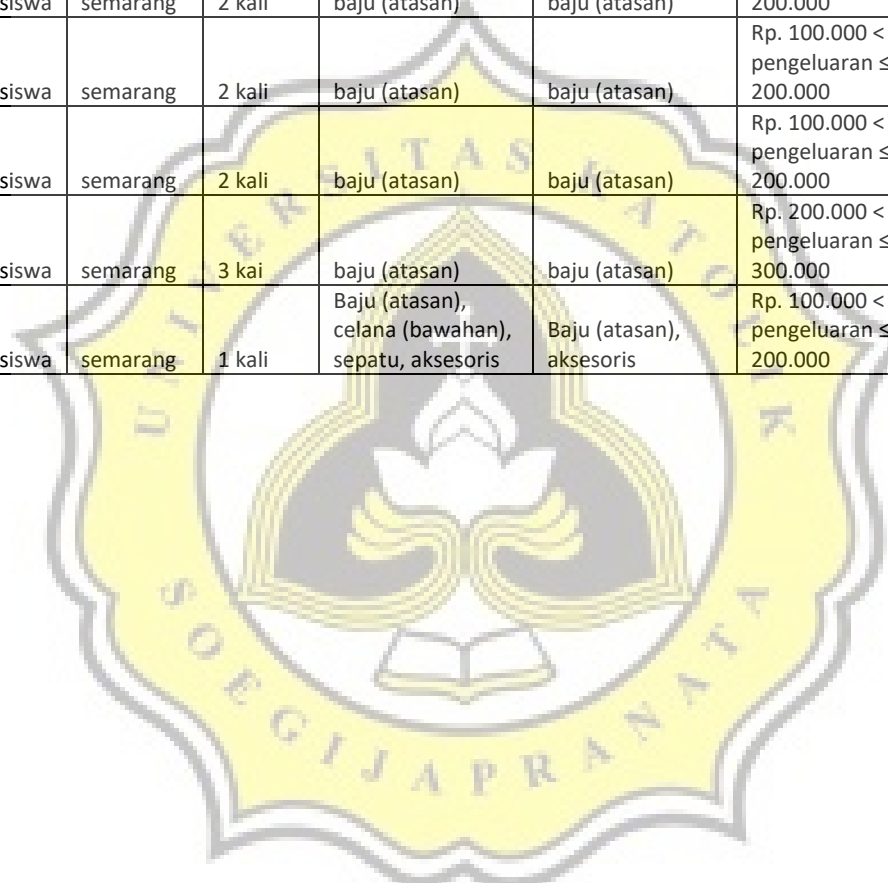 siswa semarang 2 kali baju (atasan) baju (atasan) 200.000
Rp. 100.000 <
pengeluaran ≤
siswa semarang 2 kali baju (atasan) baju (atasan) 200.000
Rp. 100.000 <
pengeluaran ≤
siswa semarang 2 kali baju (atasan) baju (atasan) 200.000
Rp. 200.000 <
pengeluaran ≤
siswa semarang 3 kai baju (atasan) baju (atasan) 300.000
Baju (atasan), Rp. 100.000 <
celana (bawahan), Baju (atasan), pengeluaran ≤
siswa semarang 1 kali sepatu, aksesoris aksesoris 200.000
UNIVERSITAS KATOLIK
SOEGIJAPRANATA